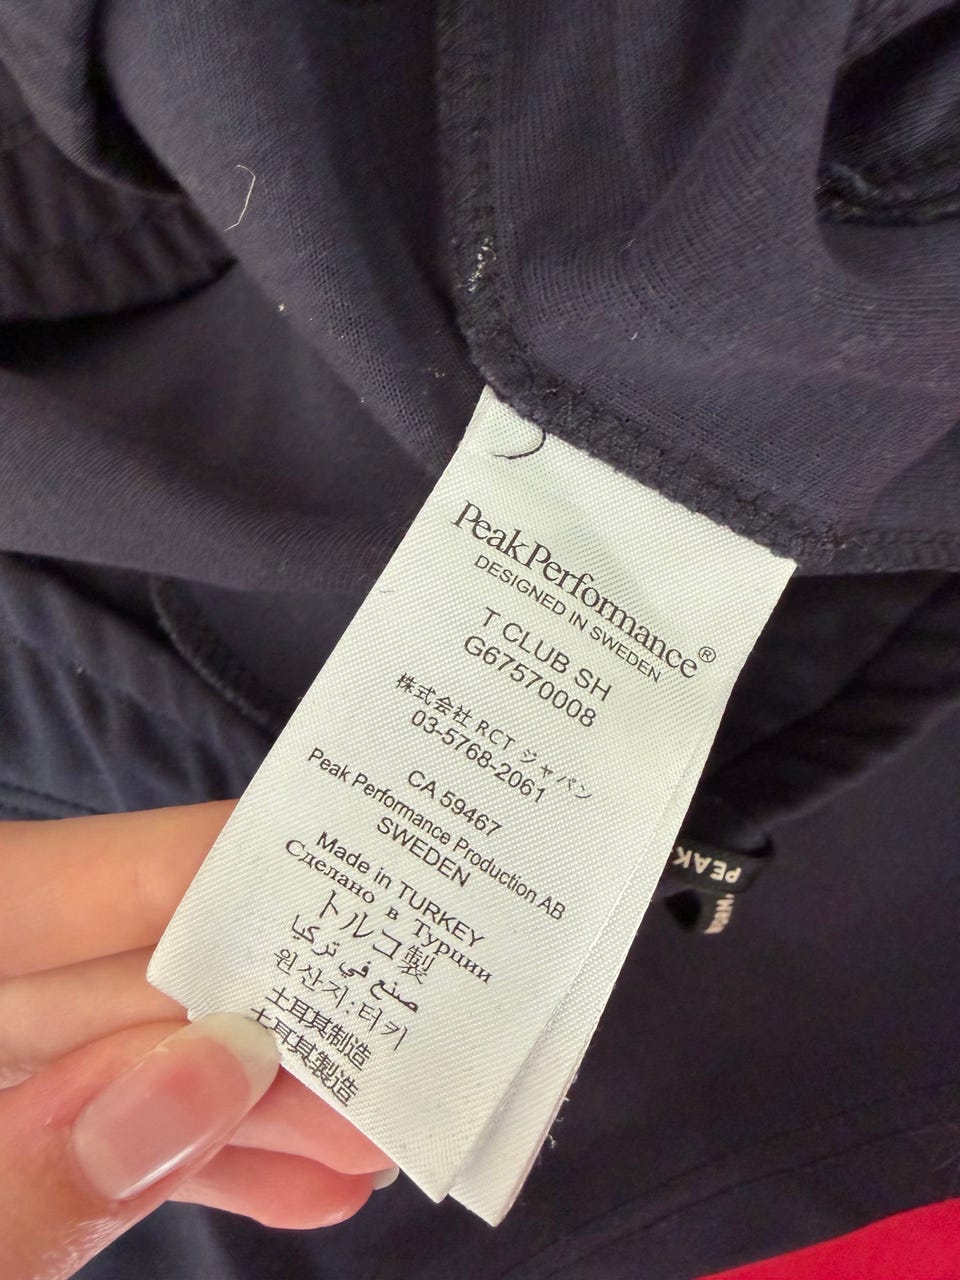 PeakPerformance®
DESIGNED IN SWEDEN
T CLUB SH
G67570008
株式会社 RCT ジャパン
03-5768-2061
CA 59467
Peak Performance Production AB
SWEDEN
Made in TURKEY
Сделано в Турции
トルコ製
صنع في تركيا
원산지:터키
土耳其制造
土耳其製造
PEAK